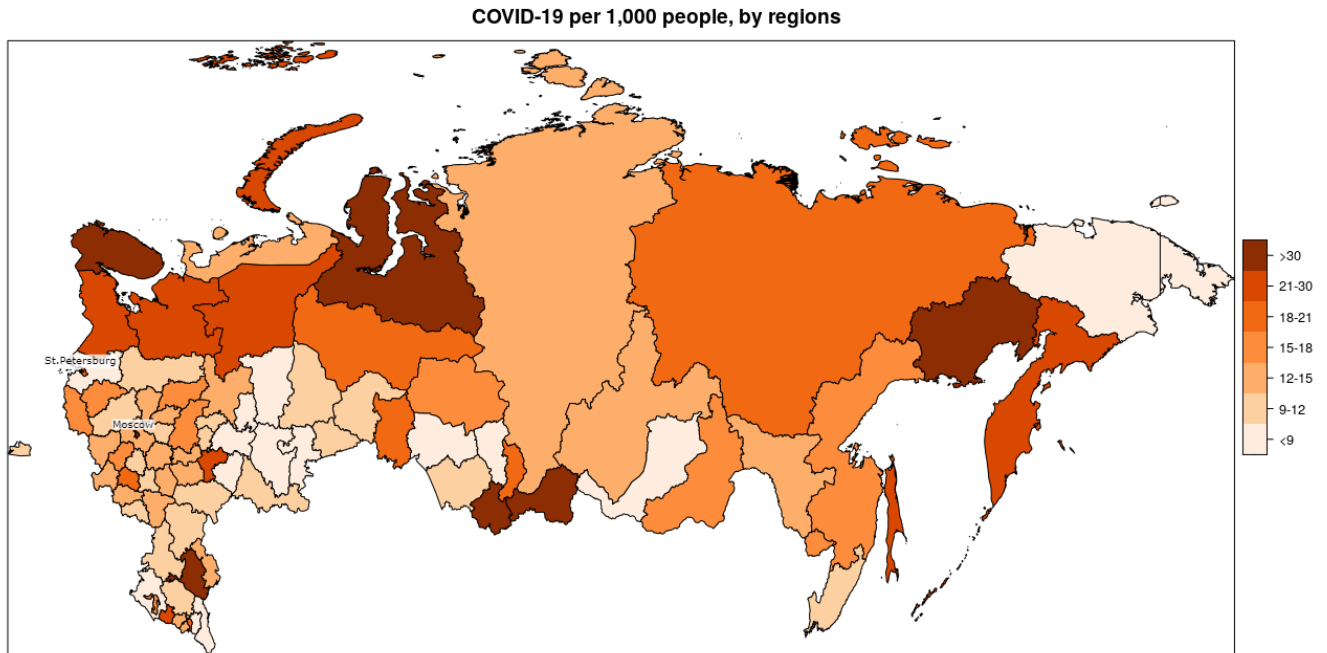 COVID-19 per 1,000 people, by regions
St.Petersburg
Moscow
>30
21-30
18-21
15-18
12-15
9-12
<9